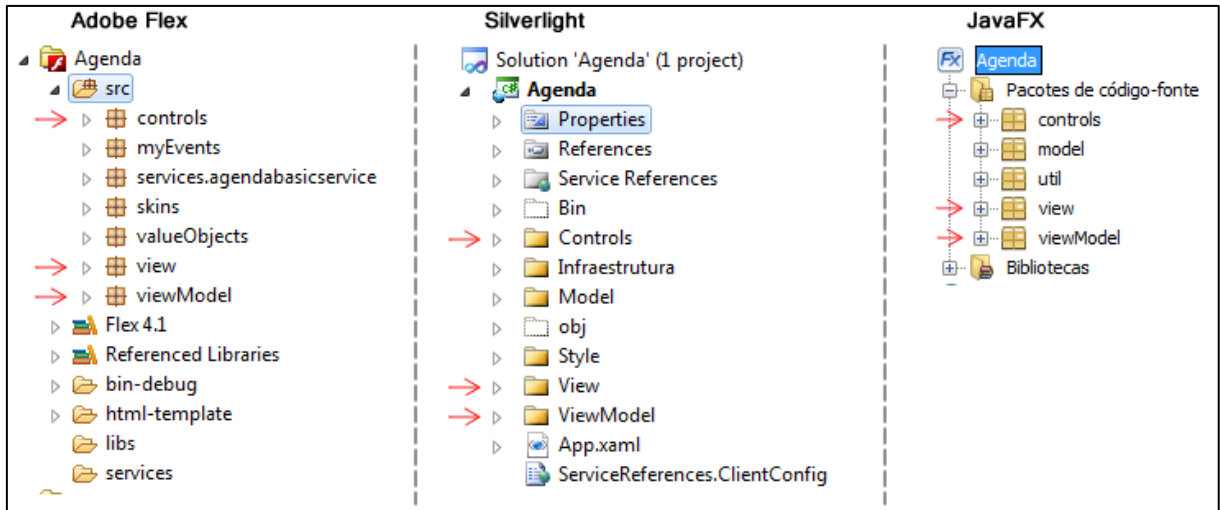 Adobe Flex
Agenda
src
controls
myEvents
services.agendabasicservice
skins
valueObjects
view
viewModel
Flex 4.1
Referenced Libraries
bin-debug
html-template
libs
services
Silverlight
Solution 'Agenda' (1 project)
C# Agenda
Properties
References
Service References
Bin
Controls
Infraestrutura
Model
obj
Style
View
ViewModel
App.xaml
ServiceReferences.ClientConfig
JavaFX
FX Agenda
Pacotes de código-fonte
controls
model
util
view
viewModel
Bibliotecas